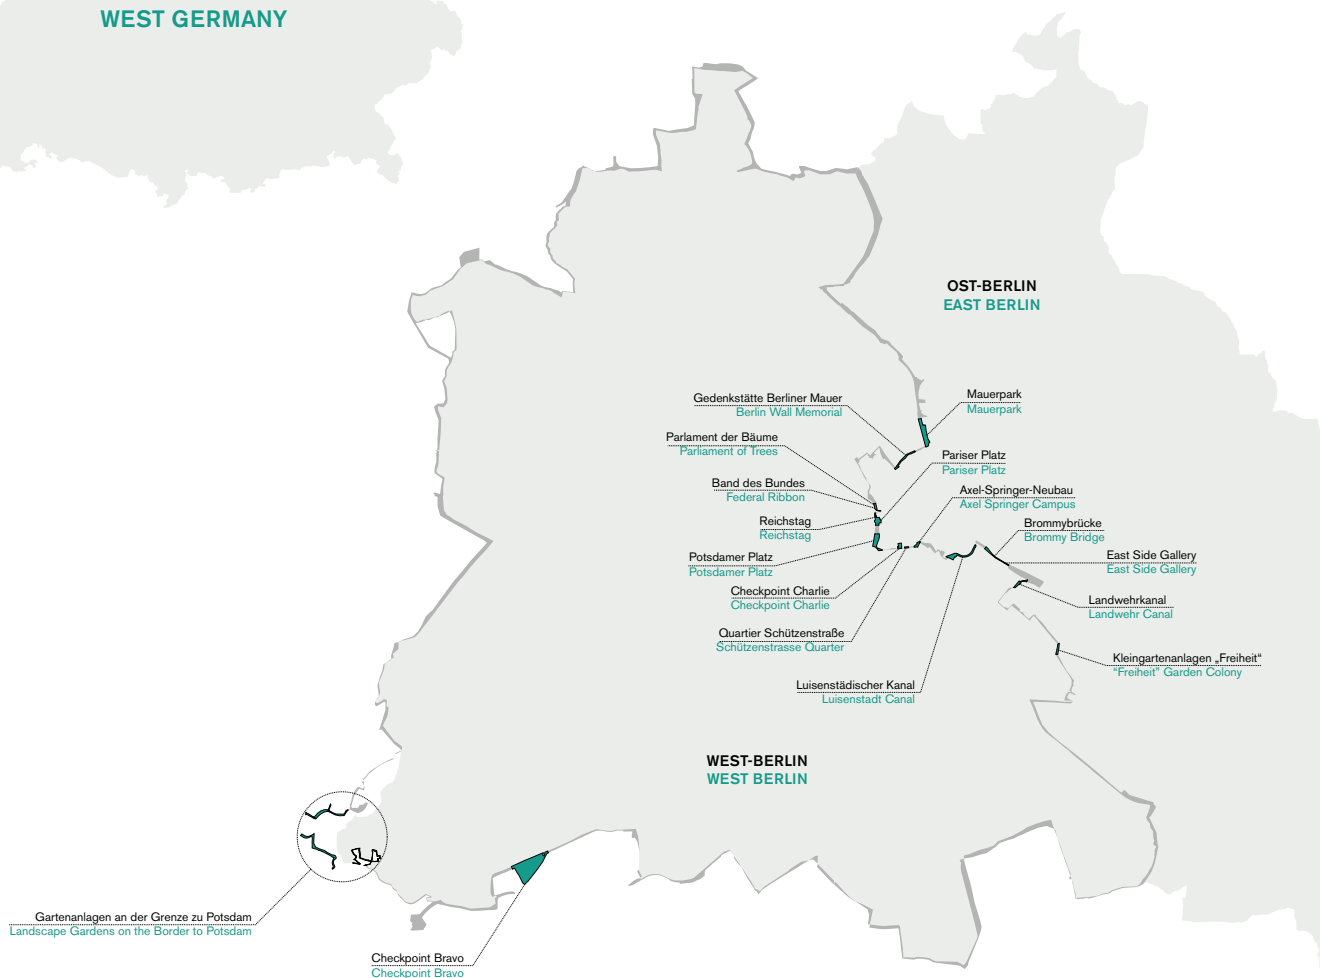 WEST GERMANY
OST-BERLIN
EAST BERLIN
Gedenkstätte Berliner Mauer
Berlin Wall Memorial
Mauerpark
Mauerpark
Parlament der Bäume
Parliament of Trees
Pariser Platz
Pariser Platz
Band des Bundes
Federal Ribbon
Axel-Springer-Neubau
Axel Springer Campus
Reichstag
Reichstag
Brommybrücke
Brommy Bridge
Potsdamer Platz
Potsdamer Platz
East Side Gallery
East Side Gallery
Checkpoint Charlie
Checkpoint Charlie
Landwehrkanal
Landwehr Canal
Quartier Schützenstraße
Schützenstrasse Quarter
Kleingartenanlagen „Freiheit“
“Freiheit” Garden Colony
Luisenstädischer Kanal
Luisenstadt Canal
WEST-BERLIN
WEST BERLIN
Gartenanlagen an der Grenze zu Potsdam
Landscape Gardens on the Border to Potsdam
Checkpoint Bravo
Checkpoint Bravo